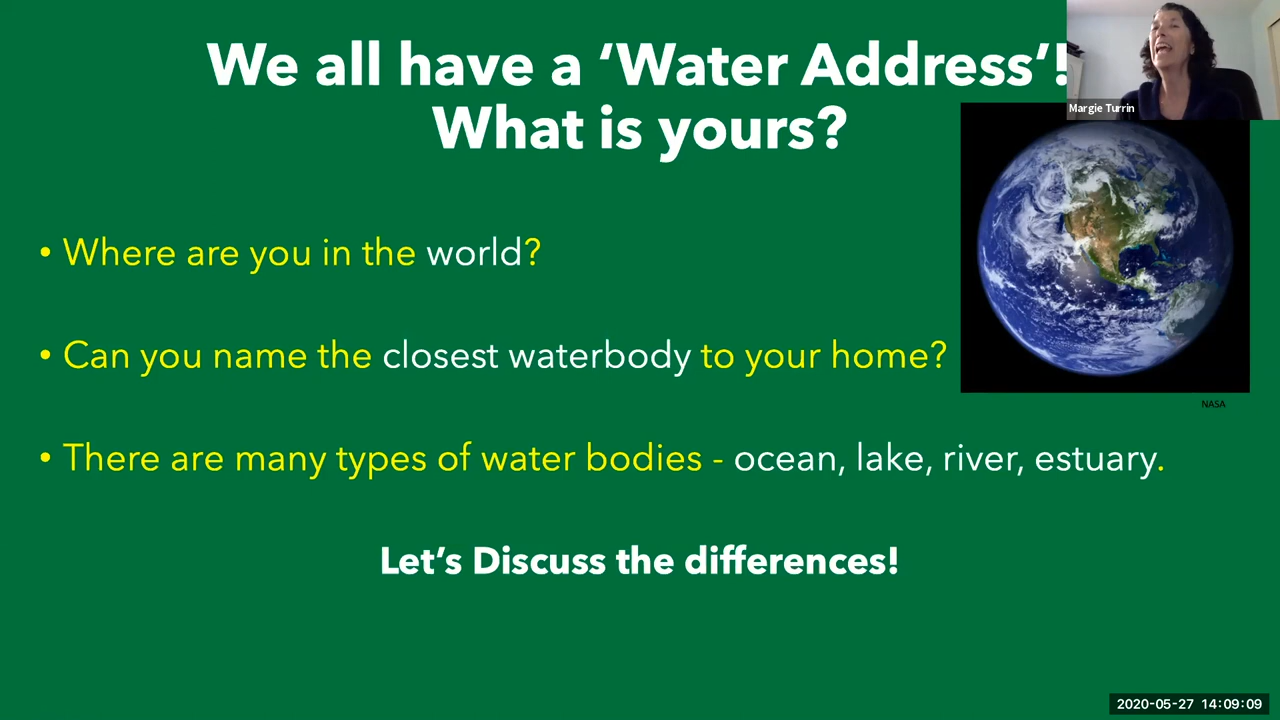 We all have a ‘Water Address’!
What is yours?
Margie Turrin
• Where are you in the world?
• Can you name the closest waterbody to your home?
NASA
• There are many types of water bodies - ocean, lake, river, estuary.
Let’s Discuss the differences!
2020-05-27 14:09:09